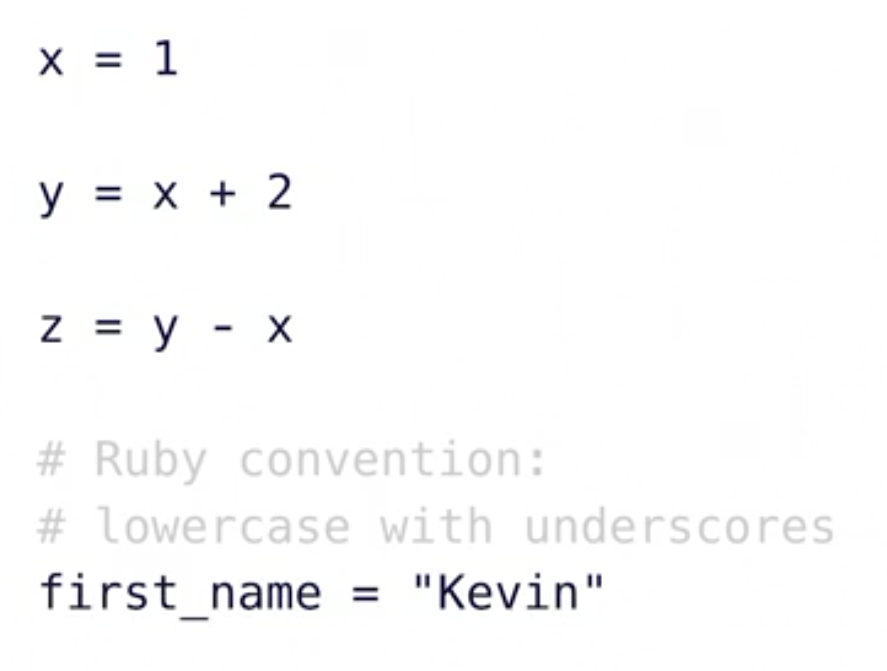 x = 1
y = x + 2
z = y - x
# Ruby convention:
# lowercase with underscores
first_name = "Kevin"